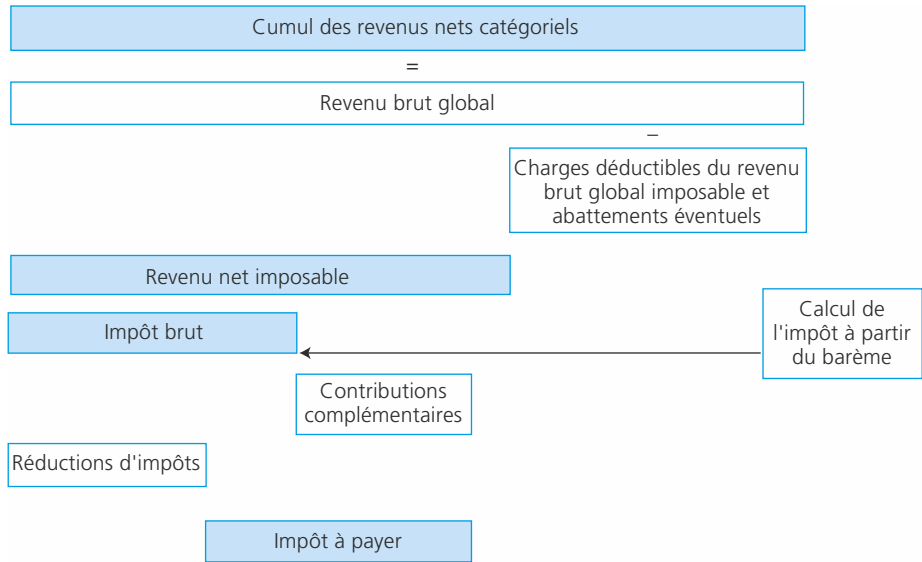 Cumul des revenus nets catégoriels
=
Revenu brut global
–
Charges déductibles du revenu
brut global imposable et
abattements éventuels
Revenu net imposable
Calcul de
l'impôt à partir
du barème
Impôt brut
Contributions
complémentaires
Réductions d'impôts
Impôt à payer